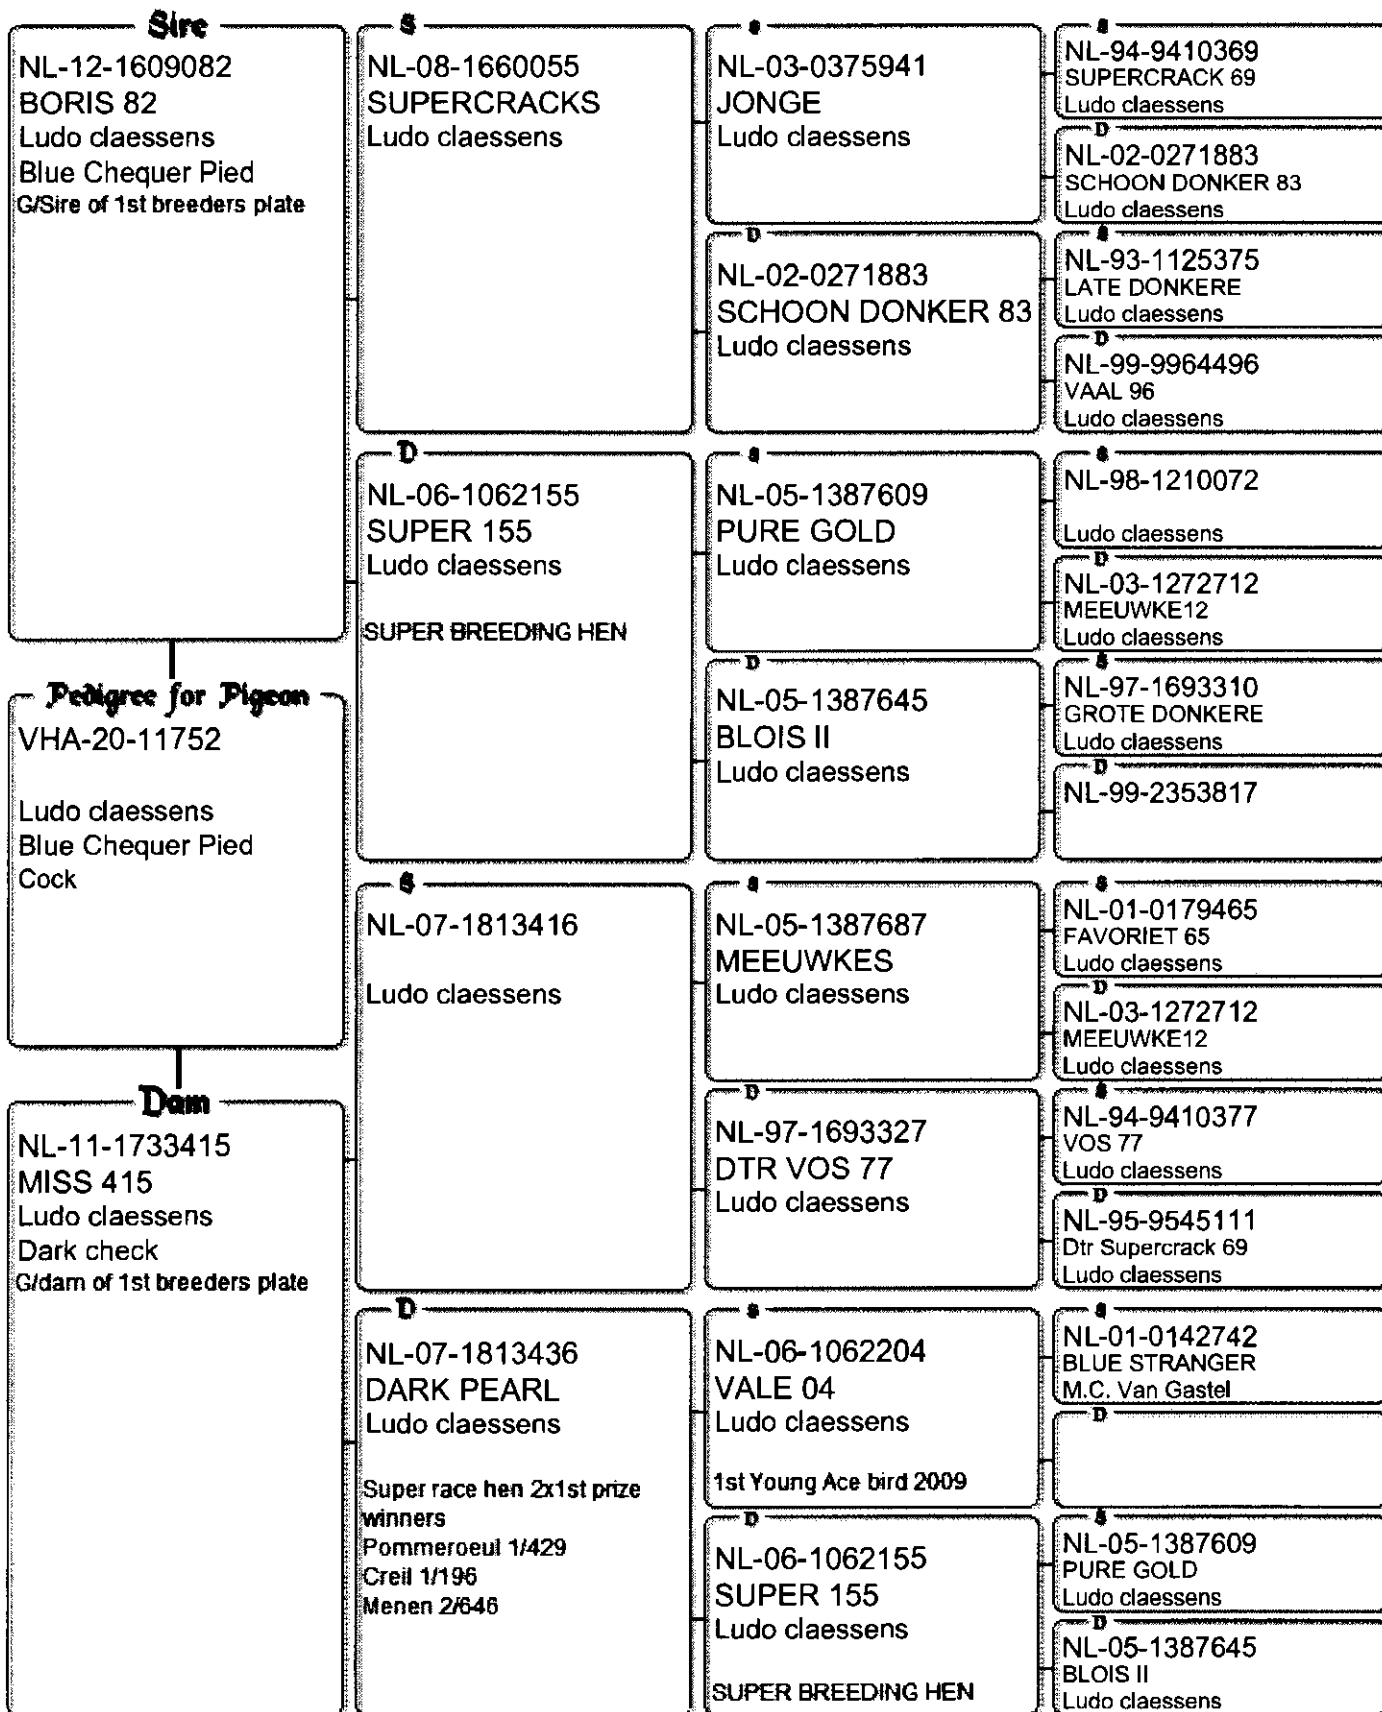 Sire
NL-12-1609082
BORIS 82
Ludo claessens
Blue Chequer Pied
G/Sire of 1st breeders plate
Pedigree for Pigeon
VHA-20-11752
Ludo claessens
Blue Chequer Pied
Cock
Dam
NL-11-1733415
MISS 415
Ludo claessens
Dark check
G/dam of 1st breeders plate
S
NL-08-1660055
SUPERCRACKS
Ludo claessens
D
NL-06-1062155
SUPER 155
Ludo claessens
SUPER BREEDING HEN
S
NL-07-1813416
Ludo claessens
D
NL-07-1813436
DARK PEARL
Ludo claessens
Super race hen 2x1st prize
winners
Pommeroeul 1/429
Creil 1/196
Menen 2/646
S
NL-03-0375941
JONGE
Ludo claessens
D
NL-02-0271883
SCHOON DONKER 83
Ludo claessens
S
NL-05-1387609
PURE GOLD
Ludo claessens
D
NL-05-1387645
BLOIS II
Ludo claessens
S
NL-05-1387687
MEEUWKES
Ludo claessens
D
NL-97-1693327
DTR VOS 77
Ludo claessens
S
NL-06-1062204
VALE 04
Ludo claessens
1st Young Ace bird 2009
D
NL-06-1062155
SUPER 155
Ludo claessens
SUPER BREEDING HEN
S
NL-94-9410369
SUPERCRACK 69
Ludo claessens
D
NL-02-0271883
SCHOON DONKER 83
Ludo claessens
S
NL-93-1125375
LATE DONKERE
Ludo claessens
D
NL-99-9964496
VAAL 96
Ludo claessens
S
NL-98-1210072
Ludo claessens
D
NL-03-1272712
MEEUWKE12
Ludo claessens
S
NL-97-1693310
GROTE DONKERE
Ludo claessens
D
NL-99-2353817
S
NL-01-0179465
FAVORIET 65
Ludo claessens
D
NL-03-1272712
MEEUWKE12
Ludo claessens
S
NL-94-9410377
VOS 77
Ludo claessens
D
NL-95-9545111
Dtr Supercrack 69
Ludo claessens
S
NL-01-0142742
BLUE STRANGER
M.C. Van Gastel
D
S
NL-05-1387609
PURE GOLD
Ludo claessens
D
NL-05-1387645
BLOIS II
Ludo claessens